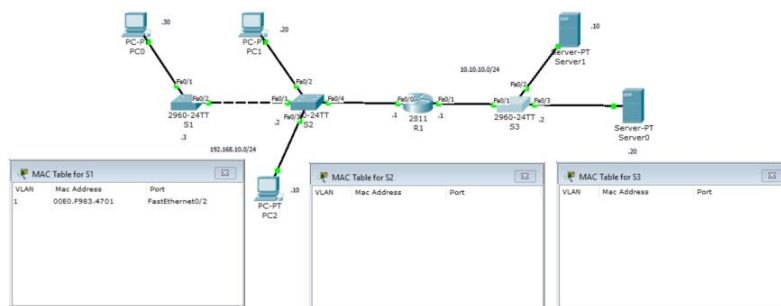 .30
PC-PT
PC0
.20
PC-PT
PC1
.10
Server-PT
Server1
10.10.10.0/24
Fa0/1
Fa0/2
Fa0/2
Fa0/2
Fa0/1
Fa0/4
Fa0/0
Fa0/1
Fa0/1
Fa0/3
2960-24TT
S1
.3
.2
Fa0/3
60-24TT
S2
.1
2811
R1
.1
2960-24TT
S3
.2
Server-PT
Server0
.20
192.168.10.0/24
.10
PC-PT
PC2
MAC Table for S1
VLAN Mac Address Port
1 00E0.F983.4701 FastEthernet0/2
MAC Table for S2
VLAN Mac Address Port
MAC Table for S3
VLAN Mac Address Port